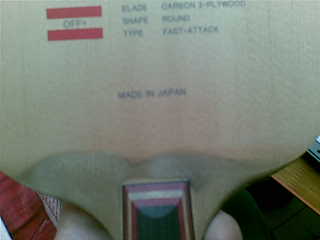 OFF+
BLADE CARBON 3-PLYWOOD
SHAPE ROUND
TYPE FAST-ATTACK
MADE IN JAPAN